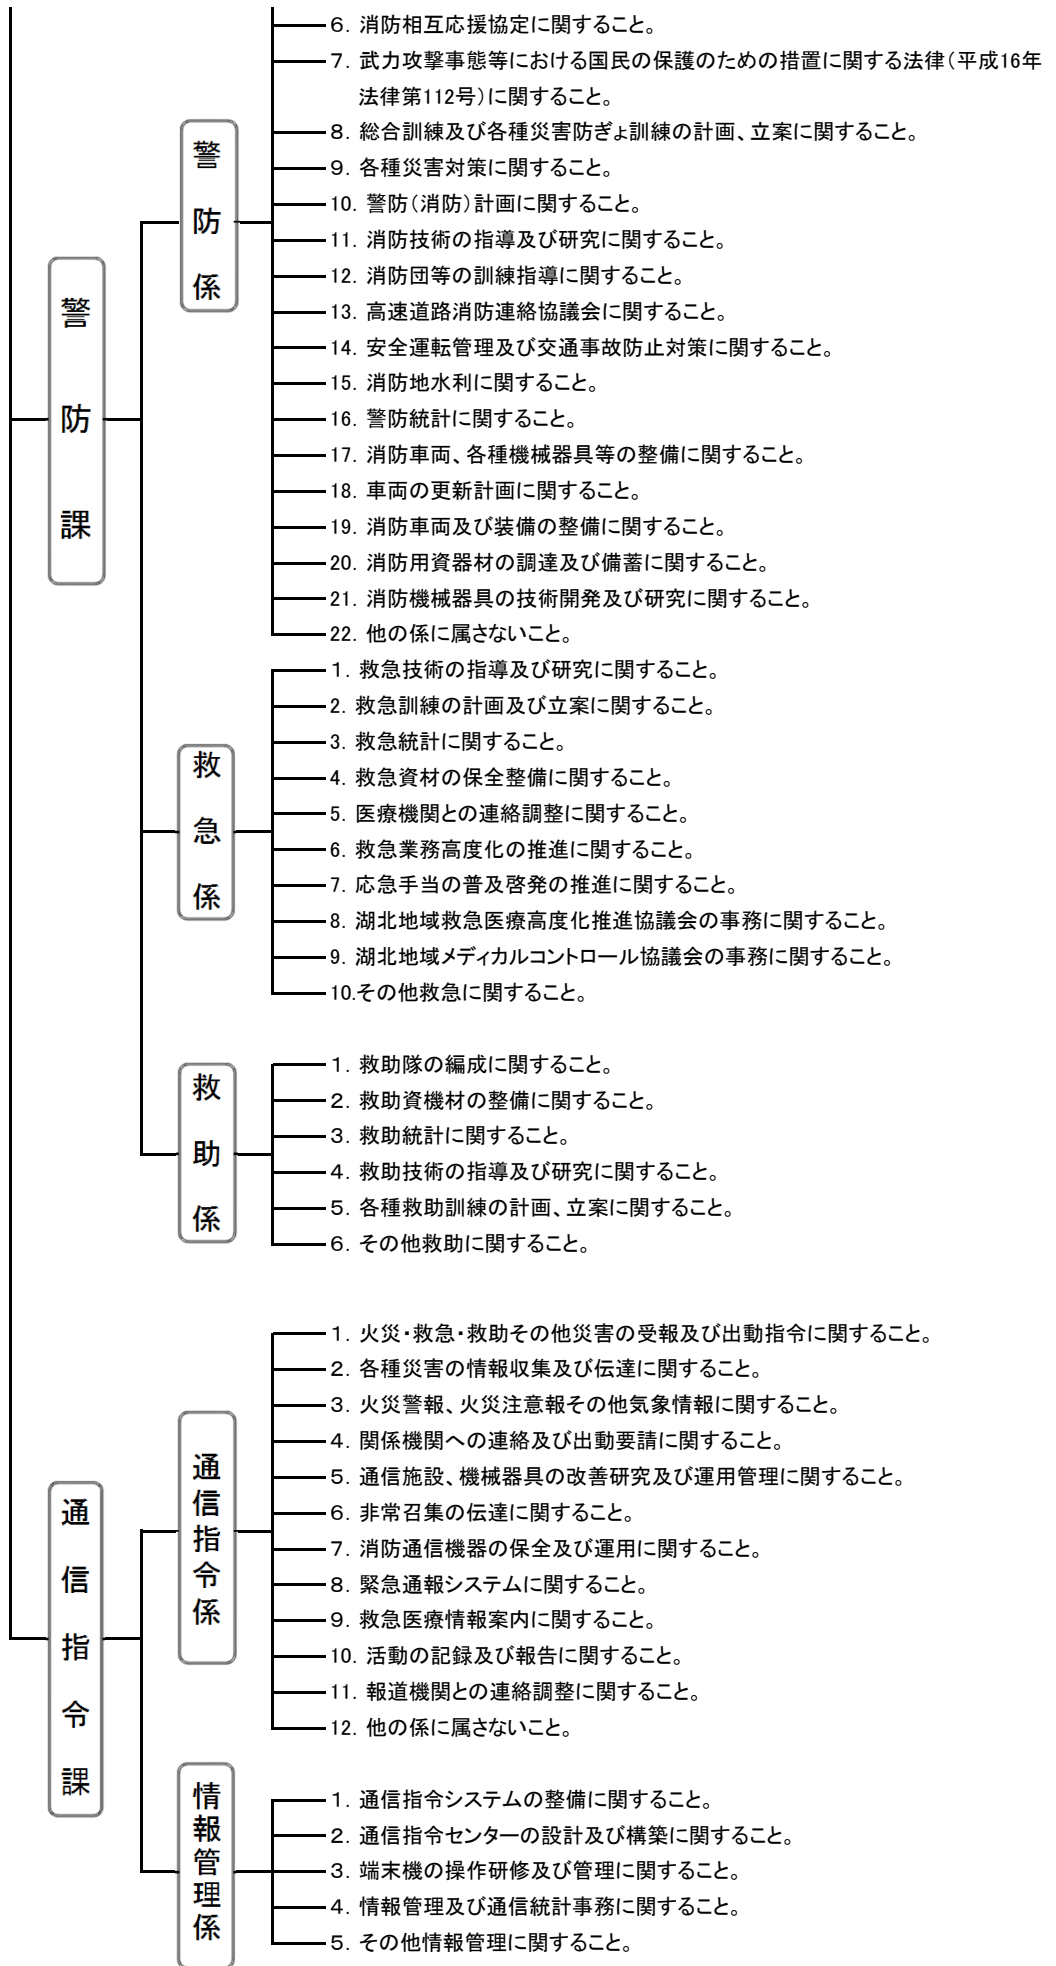 警防課
警防係
６．消防相互応援協定に関すること。
７．武力攻撃事態等における国民の保護のための措置に関する法律（平成16年
法律第112号）に関すること。
８．総合訓練及び各種災害防ぎょ訓練の計画、立案に関すること。
９．各種災害対策に関すること。
10．警防（消防）計画に関すること。
11．消防技術の指導及び研究に関すること。
12．消防団等の訓練指導に関すること。
13．高速道路消防連絡協議会に関すること。
14．安全運転管理及び交通事故防止対策に関すること。
15．消防地水利に関すること。
16．警防統計に関すること。
17．消防車両、各種機械器具等の整備に関すること。
18．車両の更新計画に関すること。
19．消防車両及び装備の整備に関すること。
20．消防用資器材の調達及び備蓄に関すること。
21．消防機械器具の技術開発及び研究に関すること。
22．他の係に属さないこと。
救急係
１．救急技術の指導及び研究に関すること。
２．救急訓練の計画及び立案に関すること。
３．救急統計に関すること。
４．救急資材の保全整備に関すること。
５．医療機関との連絡調整に関すること。
６．救急業務高度化の推進に関すること。
７．応急手当の普及啓発の推進に関すること。
８．湖北地域救急医療高度化推進協議会の事務に関すること。
９．湖北地域メディカルコントロール協議会の事務に関すること。
10.その他救急に関すること。
救助係
１．救助隊の編成に関すること。
２．救助資機材の整備に関すること。
３．救助統計に関すること。
４．救助技術の指導及び研究に関すること。
５．各種救助訓練の計画、立案に関すること。
６．その他救助に関すること。
通信指令課
通信指令係
１．火災・救急・救助その他災害の受報及び出動指令に関すること。
２．各種災害の情報収集及び伝達に関すること。
３．火災警報、火災注意報その他気象情報に関すること。
４．関係機関への連絡及び出動要請に関すること。
５．通信施設、機械器具の改善研究及び運用管理に関すること。
６．非常召集の伝達に関すること。
７．消防通信機器の保全及び運用に関すること。
８．緊急通報システムに関すること。
９．救急医療情報案内に関すること。
10．活動の記録及び報告に関すること。
11．報道機関との連絡調整に関すること。
12．他の係に属さないこと。
情報管理係
１．通信指令システムの整備に関すること。
２．通信指令センターの設計及び構築に関すること。
３．端末機の操作研修及び管理に関すること。
４．情報管理及び通信統計事務に関すること。
５．その他情報管理に関すること。